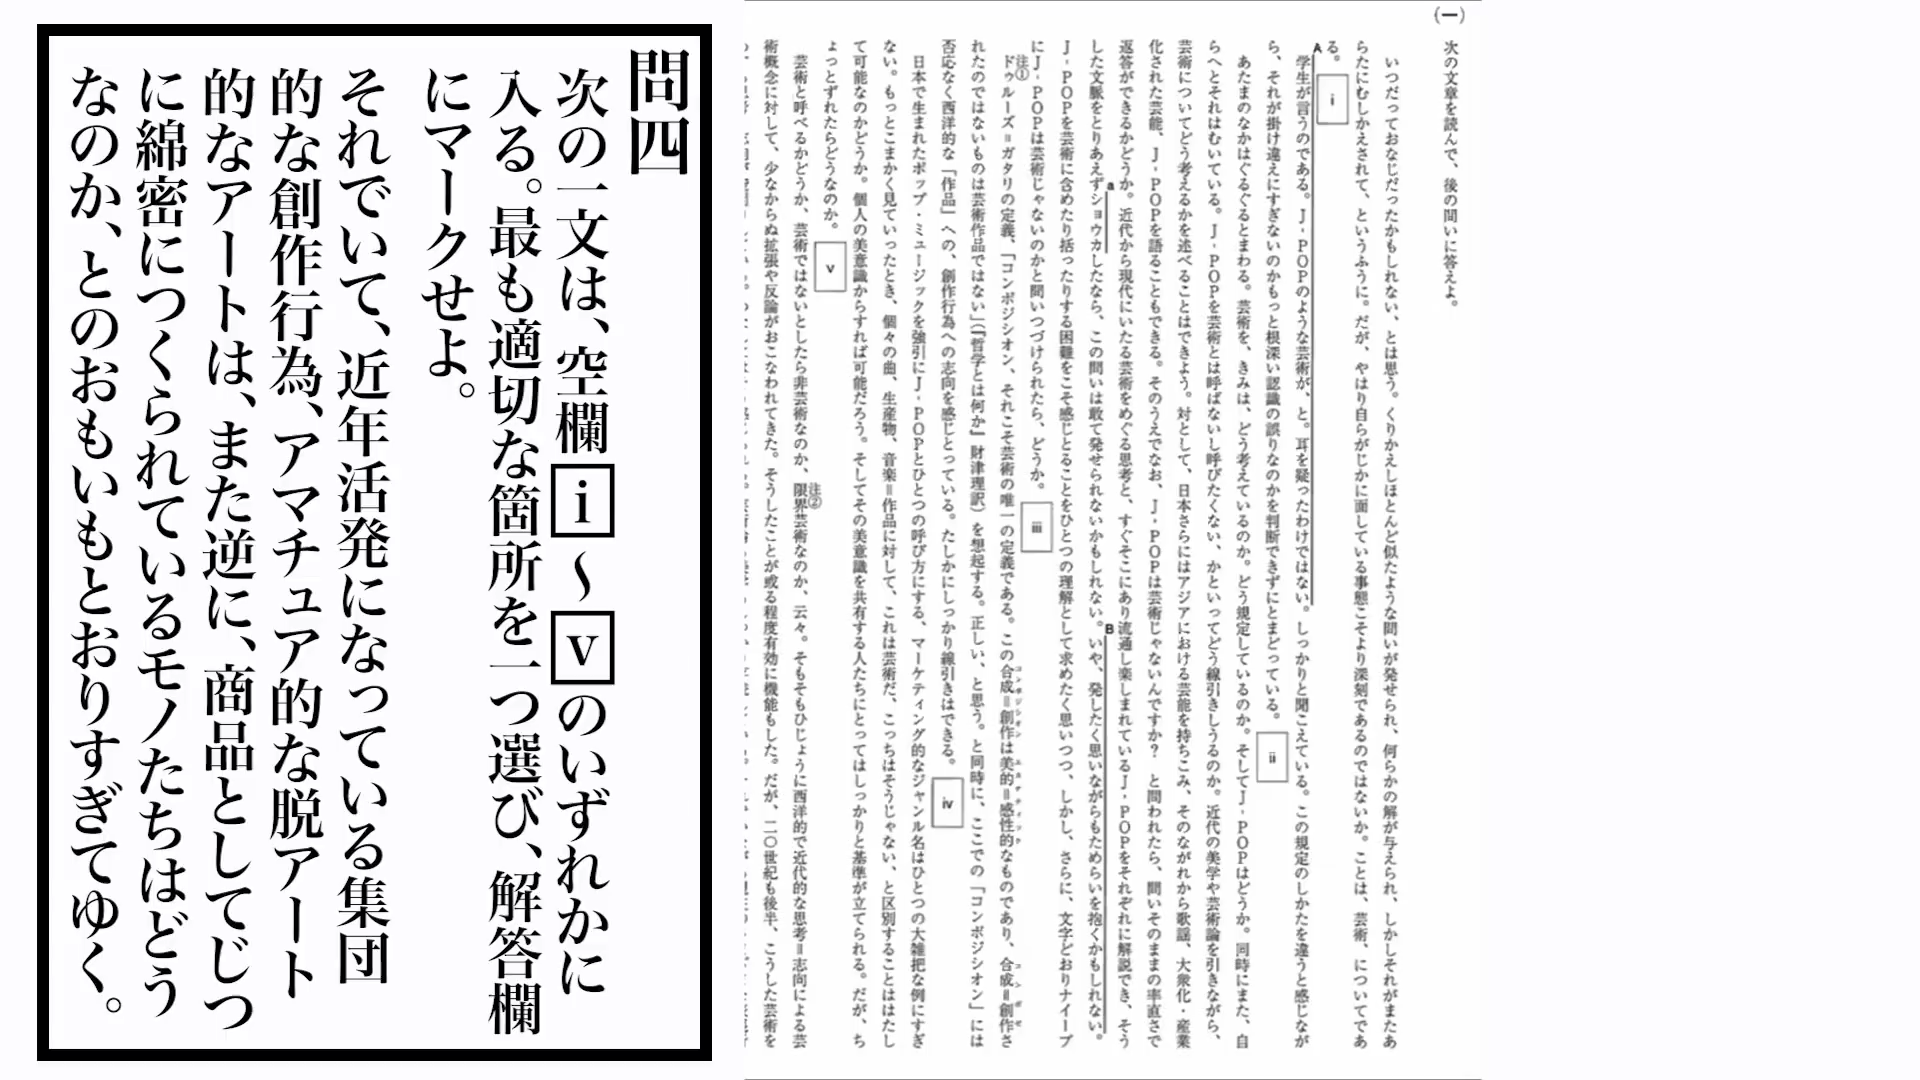 問四
次の一文は、空欄 i 〜 v のいずれかに
入る。最も適切な箇所を一つ選び、解答欄
にマークせよ。
それでいて、近年活発になっている集団
的な創作行為、アマチュア的な脱アート
的なアートは、また逆に、商品としてじつ
に綿密につくられているモノたちはどう
なのか、とのおもいもとおりすぎてゆく。
(一)
次の文章を読んで、後の問いに答えよ。
いつだっておなじだったかもしれない、とは思う。くりかえしほとんど似たような問いが発せられ、何らかの解が与えられ、しかしそれがまたあ
らたにむしかえされて、というふうに。だが、やはり自らがじかに面している事態こそより深刻であるのではないか。ことは、芸術、についてであ
る。 i
A 学生が言うのである。J‐POPのような芸術が、と。耳を疑ったわけではない。しっかりと聞こえている。この規定のしかたを違うと感じなが
ら、それが掛け違えにすぎないのかもっと根深い認識の誤りなのかを判断できずにとまどっている。 ii
あたまのなかはぐるぐるとまわる。芸術を、きみは、どう考えているのか。どう規定しているのか。そしてJ‐POPはどうか。同時にまた、自
らへとそれはむいている。J‐POPを芸術とは呼ばないし呼びたくない、かといってどう線引きしうるのか。近代の美学や芸術論を引きながら、
芸術についてどう考えるかを述べることはできよう。対として、日本さらにはアジアにおける芸能を持ちこみ、そのながれから歌謡、大衆化・産業
化された芸能、J‐POPを語ることもできる。そのうえでなお、J‐POPは芸術じゃないんですか？　と問われたら、問いそのままの率直さで
返答ができるかどうか。近代から現代にいたる芸術をめぐる思考と、すぐそこにあり流通し楽しまれているJ‐POPをそれぞれに解説でき、そう
した文脈をとりあえず a ショウカしたなら、この問いは敢て発せられないかもしれない。 B いや、発したく思いながらもためらいを抱くかもしれない。
J‐POPを芸術に含めたり括ったりする困難をこそ感じとることをひとつの理解として求めたく思いつつ、しかし、さらに、文字どおりナイーブ
にJ‐POPは芸術じゃないのかと問いつづけられたら、どうか。 iii
注① ドゥルーズ＝ガタリの定義、「コンポジシオン、それこそ芸術の唯一の定義である。この合成＝創作は美的＝感性的なものであり、合成＝創作さ
れたのではないものは芸術作品ではない」（『哲学とは何か』財津理訳）を想起する。正しい、と思う。と同時に、ここでの「コンポジシオン」には
否応なく西洋的な「作品」への、創作行為への志向を感じとっている。たしかにしっかり線引きはできる。 iv
日本で生まれたポップ・ミュージックを強引にJ‐POPとひとつの呼び方にする、マーケティング的なジャンル名はひとつの大雑把な例にすぎ
ない。もっとこまかく見ていったとき、個々の曲、生産物、音楽＝作品に対して、これは芸術だ、こっちはそうじゃない、と区別することははたし
て可能なのかどうか。個人の美意識からすれば可能だろう。そしてその美意識を共有する人たちにとってはしっかりと基準が立てられる。だが、ち
ょっとずれたらどうなのか。 v
芸術と呼べるかどうか、芸術ではないとしたら非芸術なのか、注② 限界芸術なのか、云々。そもそもひじょうに西洋的で近代的な思考＝志向による芸
術概念に対して、少なからぬ拡張や反論がおこなわれてきた。そうしたことが或る程度有効に機能もした。だが、二〇世紀も後半、こうした芸術を